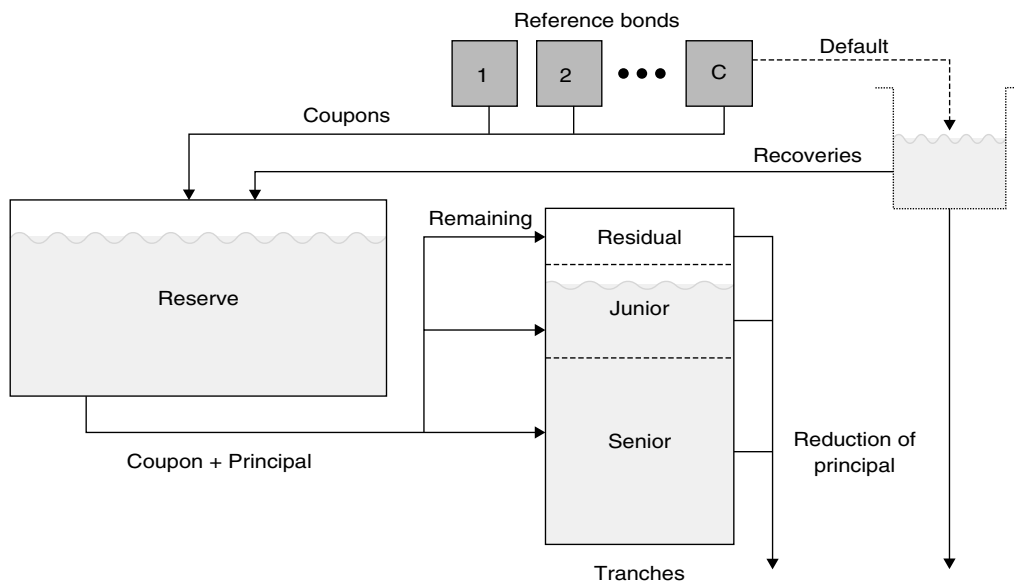 Reference bonds
1 2 C
Default
Coupons
Recoveries
Remaining
Residual
Reserve
Junior
Senior
Reduction of
principal
Coupon + Principal
Tranches